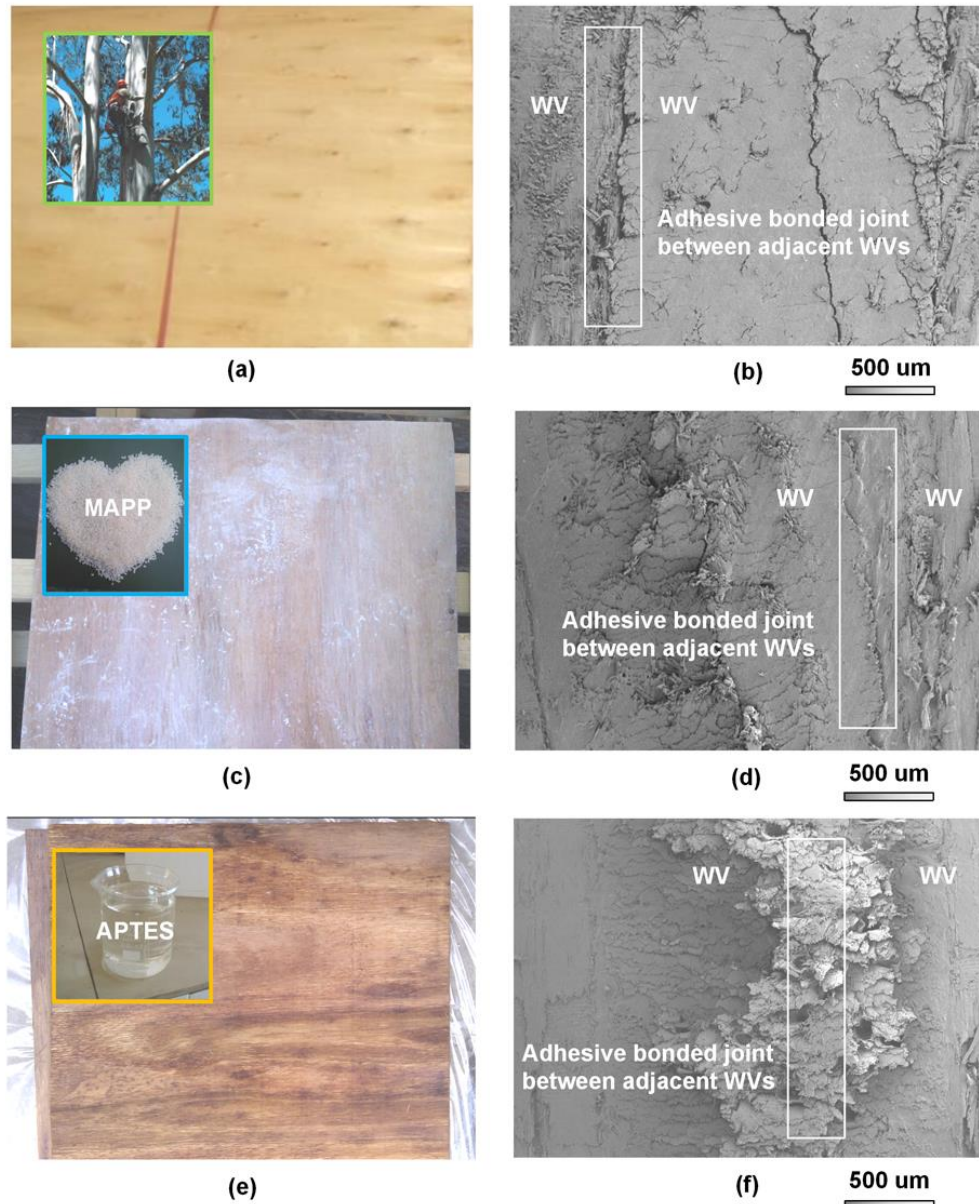 WV
WV
Adhesive bonded joint
between adjacent WVs
(a)
(b)
500 um
MAPP
WV
WV
Adhesive bonded joint
between adjacent WVs
(c)
(d)
500 um
APTES
WV
WV
Adhesive bonded joint
between adjacent WVs
(e)
(f)
500 um